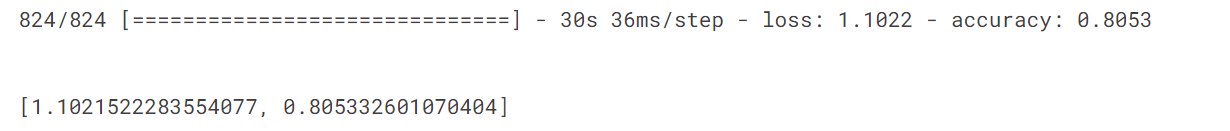 824/824 [==============================] - 30s 36ms/step - loss: 1.1022 - accuracy: 0.8053
[1.1021522283554077, 0.805332601070404]